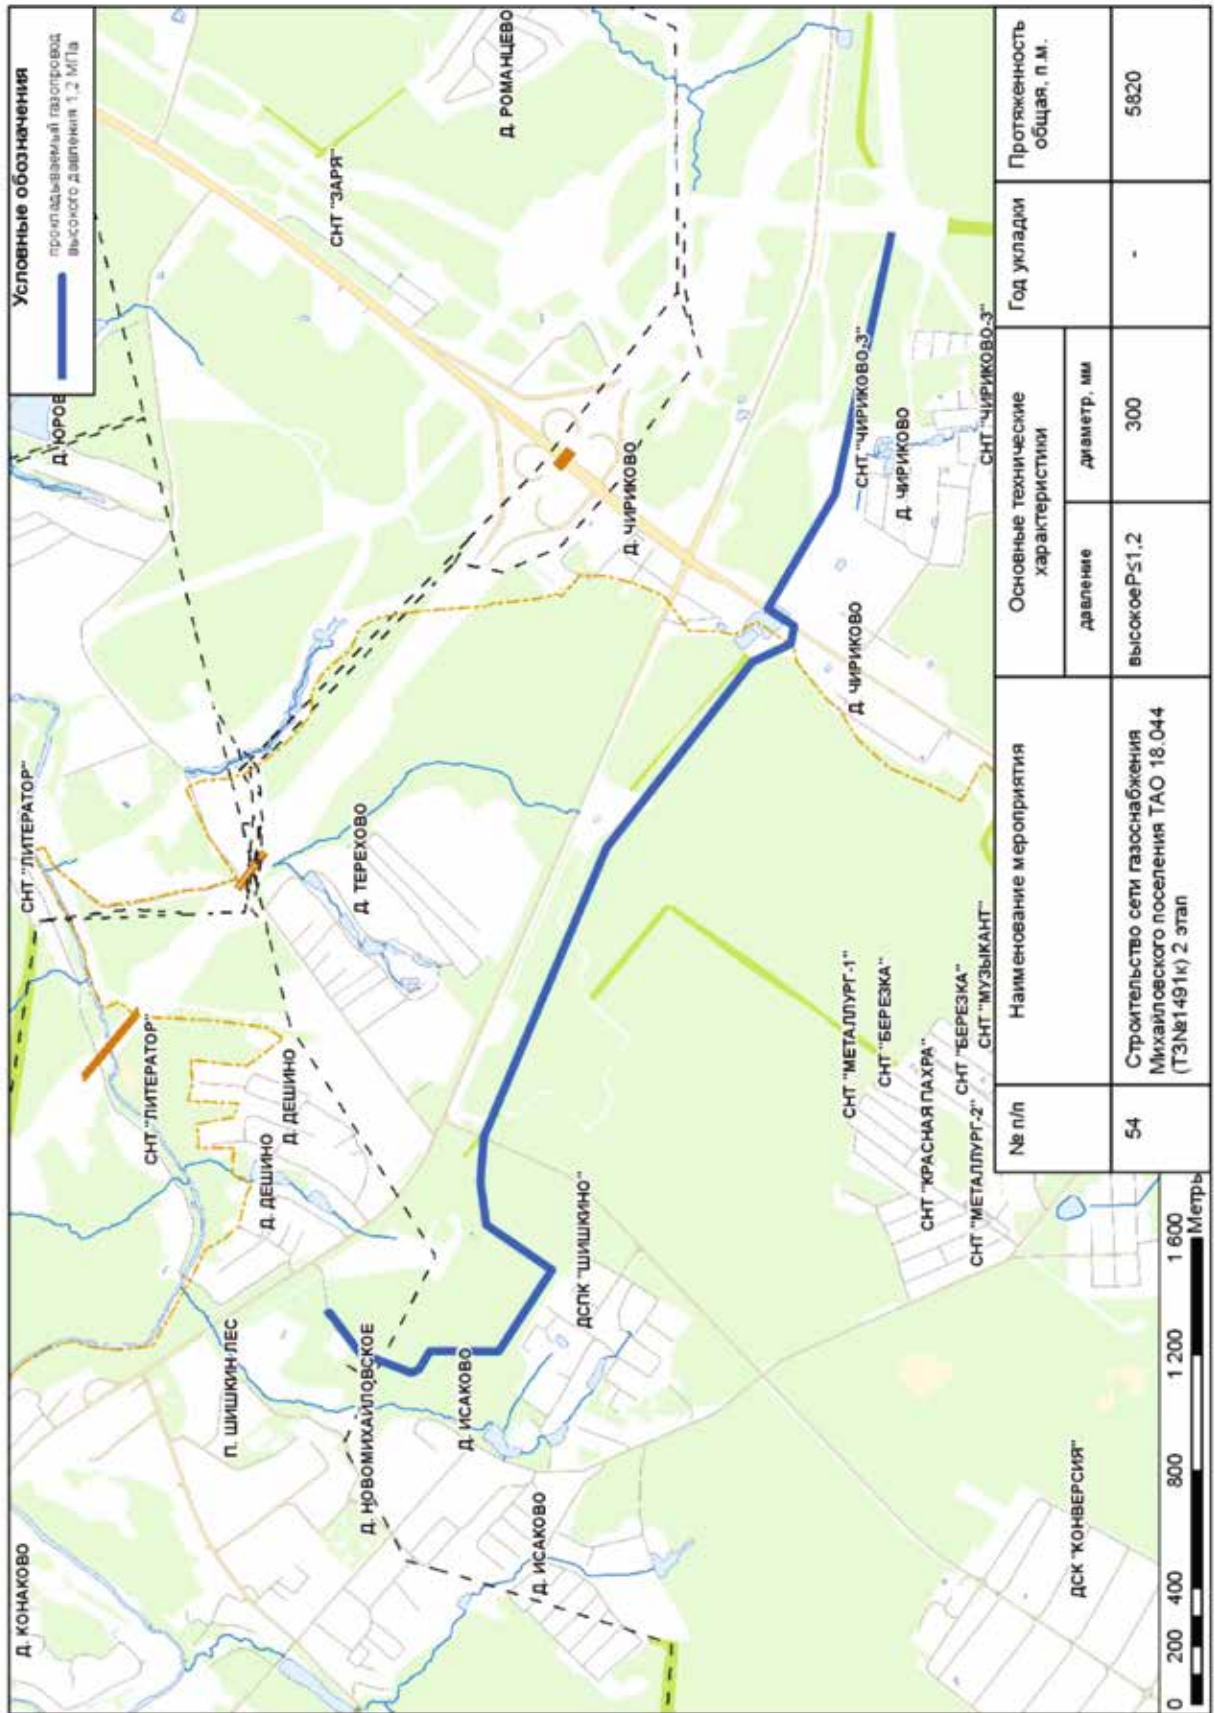 Условные обозначения
прокладываемый газопровод
высокого давления 1,2 МПа
Д. КОНАКОВО
СНТ "ЛИТЕРАТОР"
Д. ЮРОВ
СНТ "ЛИТЕРАТОР"
П. ШИШКИН ЛЕС
Д. ДЕШИНО
Д. ДЕШИНО
СНТ "ЗАРЯ"
Д. ТЕРЕХОВО
Д. НОВОМИХАЙЛОВСКОЕ
Д. РОМАНЦЕВО
Д. ИСАКОВО
Д. ИСАКОВО
ДСПК "ШИШКИНО"
Д. ЧИРИКОВО
СНТ "ЧИРИКОВО-3"
Д. ЧИРИКОВО
Д. ЧИРИКОВО
СНТ "ЧИРИКОВО-3"
СНТ "МЕТАЛЛУРГ-1"
СНТ "БЕРЕЗКА"
СНТ "КРАСНАЯ ПАХРА"
СНТ "БЕРЕЗКА"
СНТ "МЕТАЛЛУРГ-2"
СНТ "МУЗЫКАНТ"
ДСК "КОНВЕРСИЯ"
0 200 400 800 1 200 1 600
Метры
№ п/п
Наименование мероприятия
Основные технические
характеристики
давление
диаметр, мм
Год укладки
Протяженность
общая, п.м.
54
Строительство сети газоснабжения
Михайловского поселения ТАО 18.044
(ТЗ№1491к) 2 этап
высокоеP≤1,2
300
-
5820